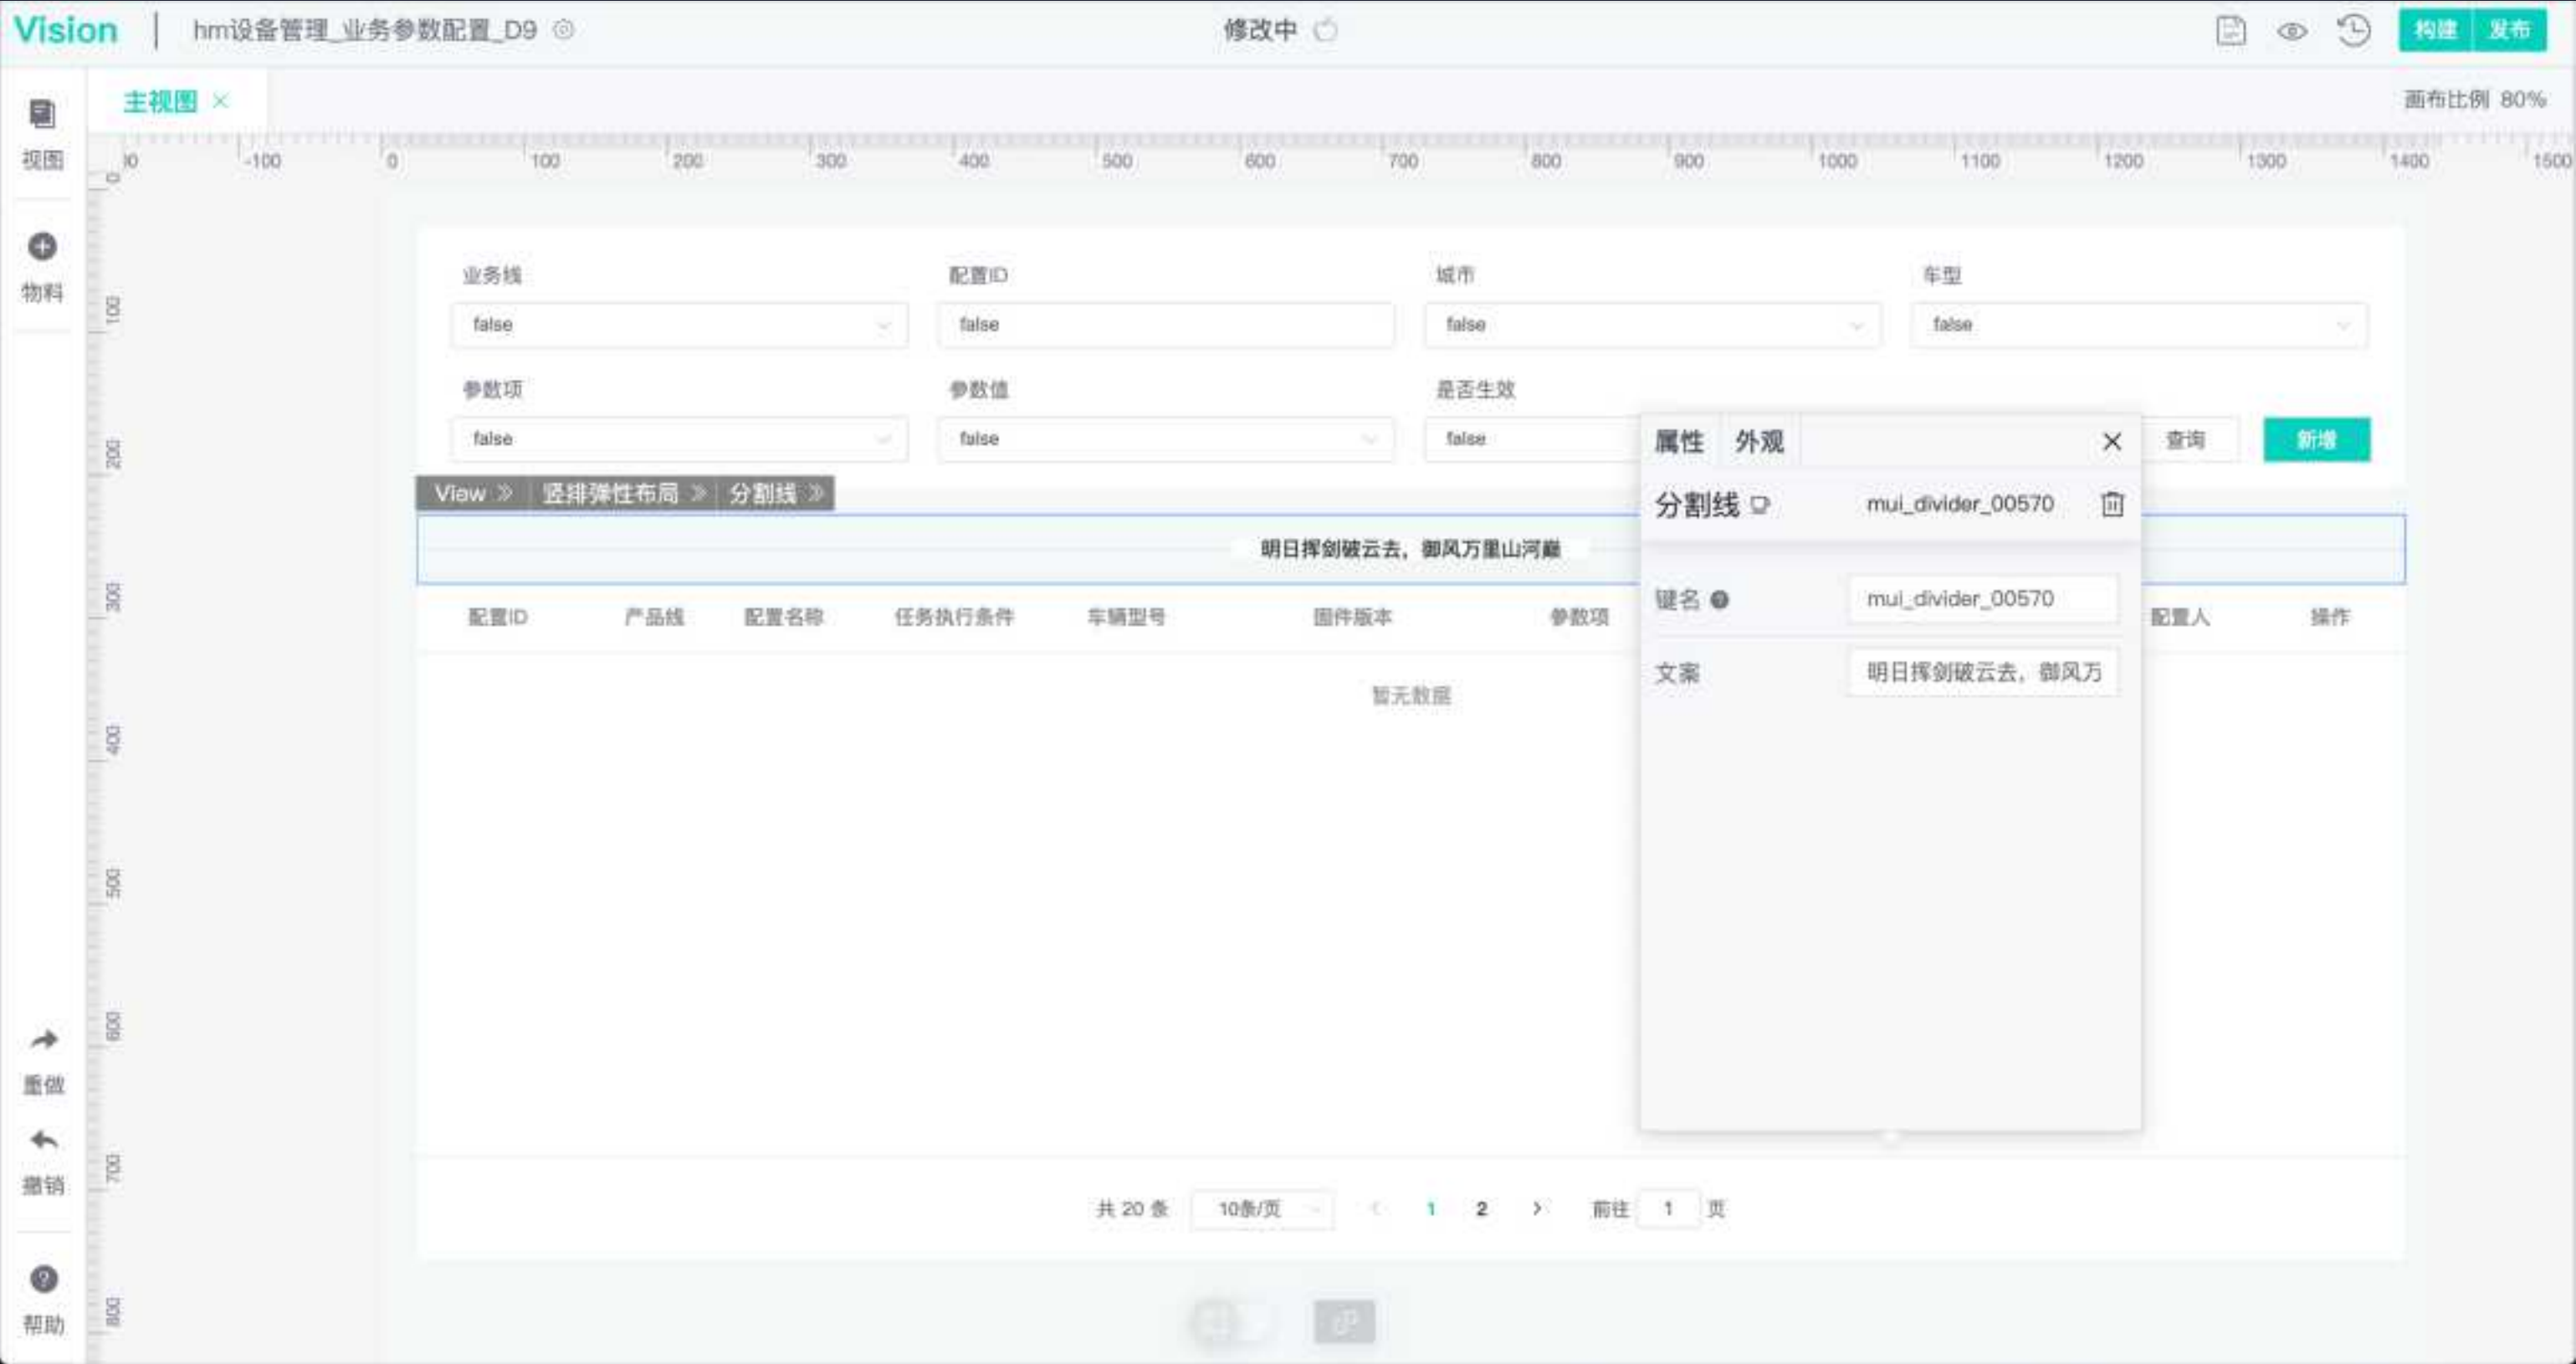 Vision hm设备管理_业务参数配置_D9 修改中 构建 发布
主视图 × 画布比例 80%
视图
物料
-100 0 100 200 300 400 500 600 700 800 900 1000 1100 1200 1300 1400 1500
0
100
200
300
400
500
600
700
800
业务线 配置ID 城市 车型
false false false false
参数项 参数值 是否生效
false false false 查询 新增
View 竖排弹性布局 分割线
明日挥剑破云去，御风万里山河巅
配置ID 产品线 配置名称 任务执行条件 车辆型号 固件版本 参数项 配置人 操作
暂无数据
属性 外观
分割线 mui_divider_00570
键名 mui_divider_00570
文案 明日挥剑破云去，御风万
共 20 条 10条/页 1 2 前往 1 页
重做
撤销
帮助